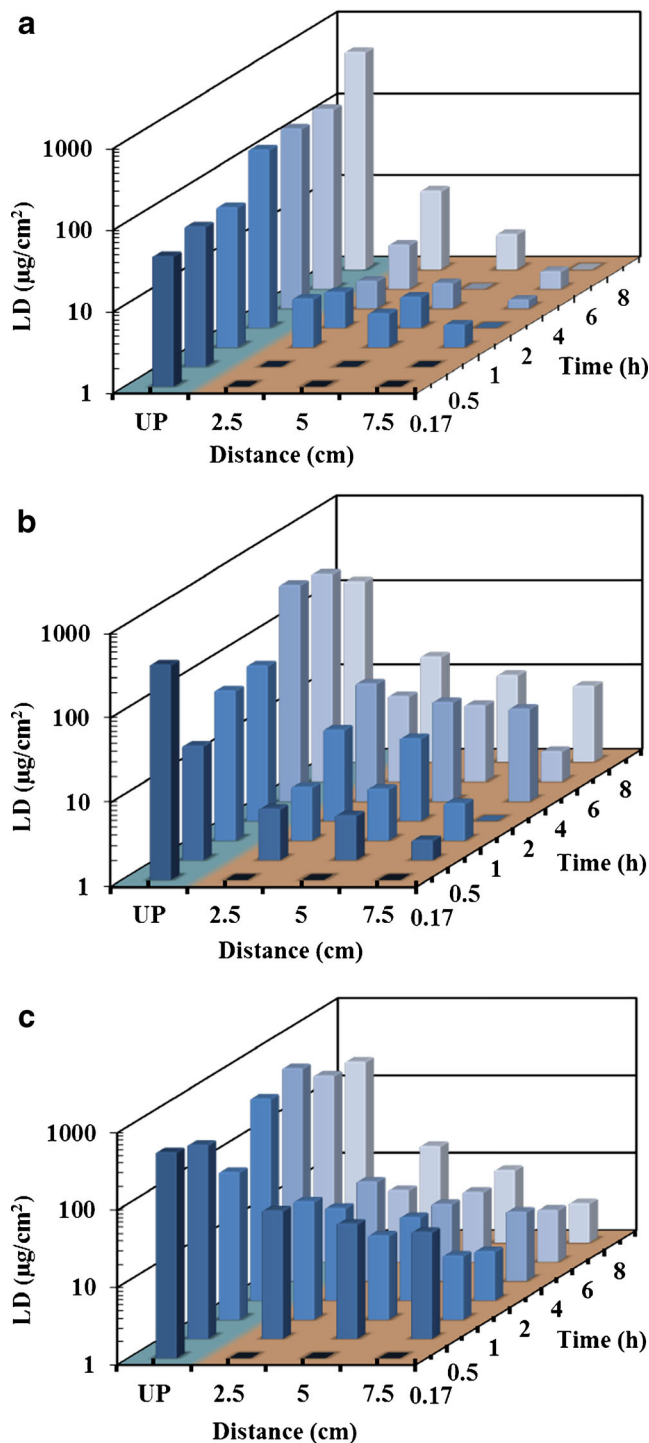 a
1000
100
10
1
LD (µg/cm²)
UP 2.5 5 7.5
Distance (cm)
0.17 0.5 1 2 4 6 8
Time (h)
b
1000
100
10
1
LD (µg/cm²)
UP 2.5 5 7.5
Distance (cm)
0.17 0.5 1 2 4 6 8
Time (h)
c
1000
100
10
1
LD (µg/cm²)
UP 2.5 5 7.5
Distance (cm)
0.17 0.5 1 2 4 6 8
Time (h)